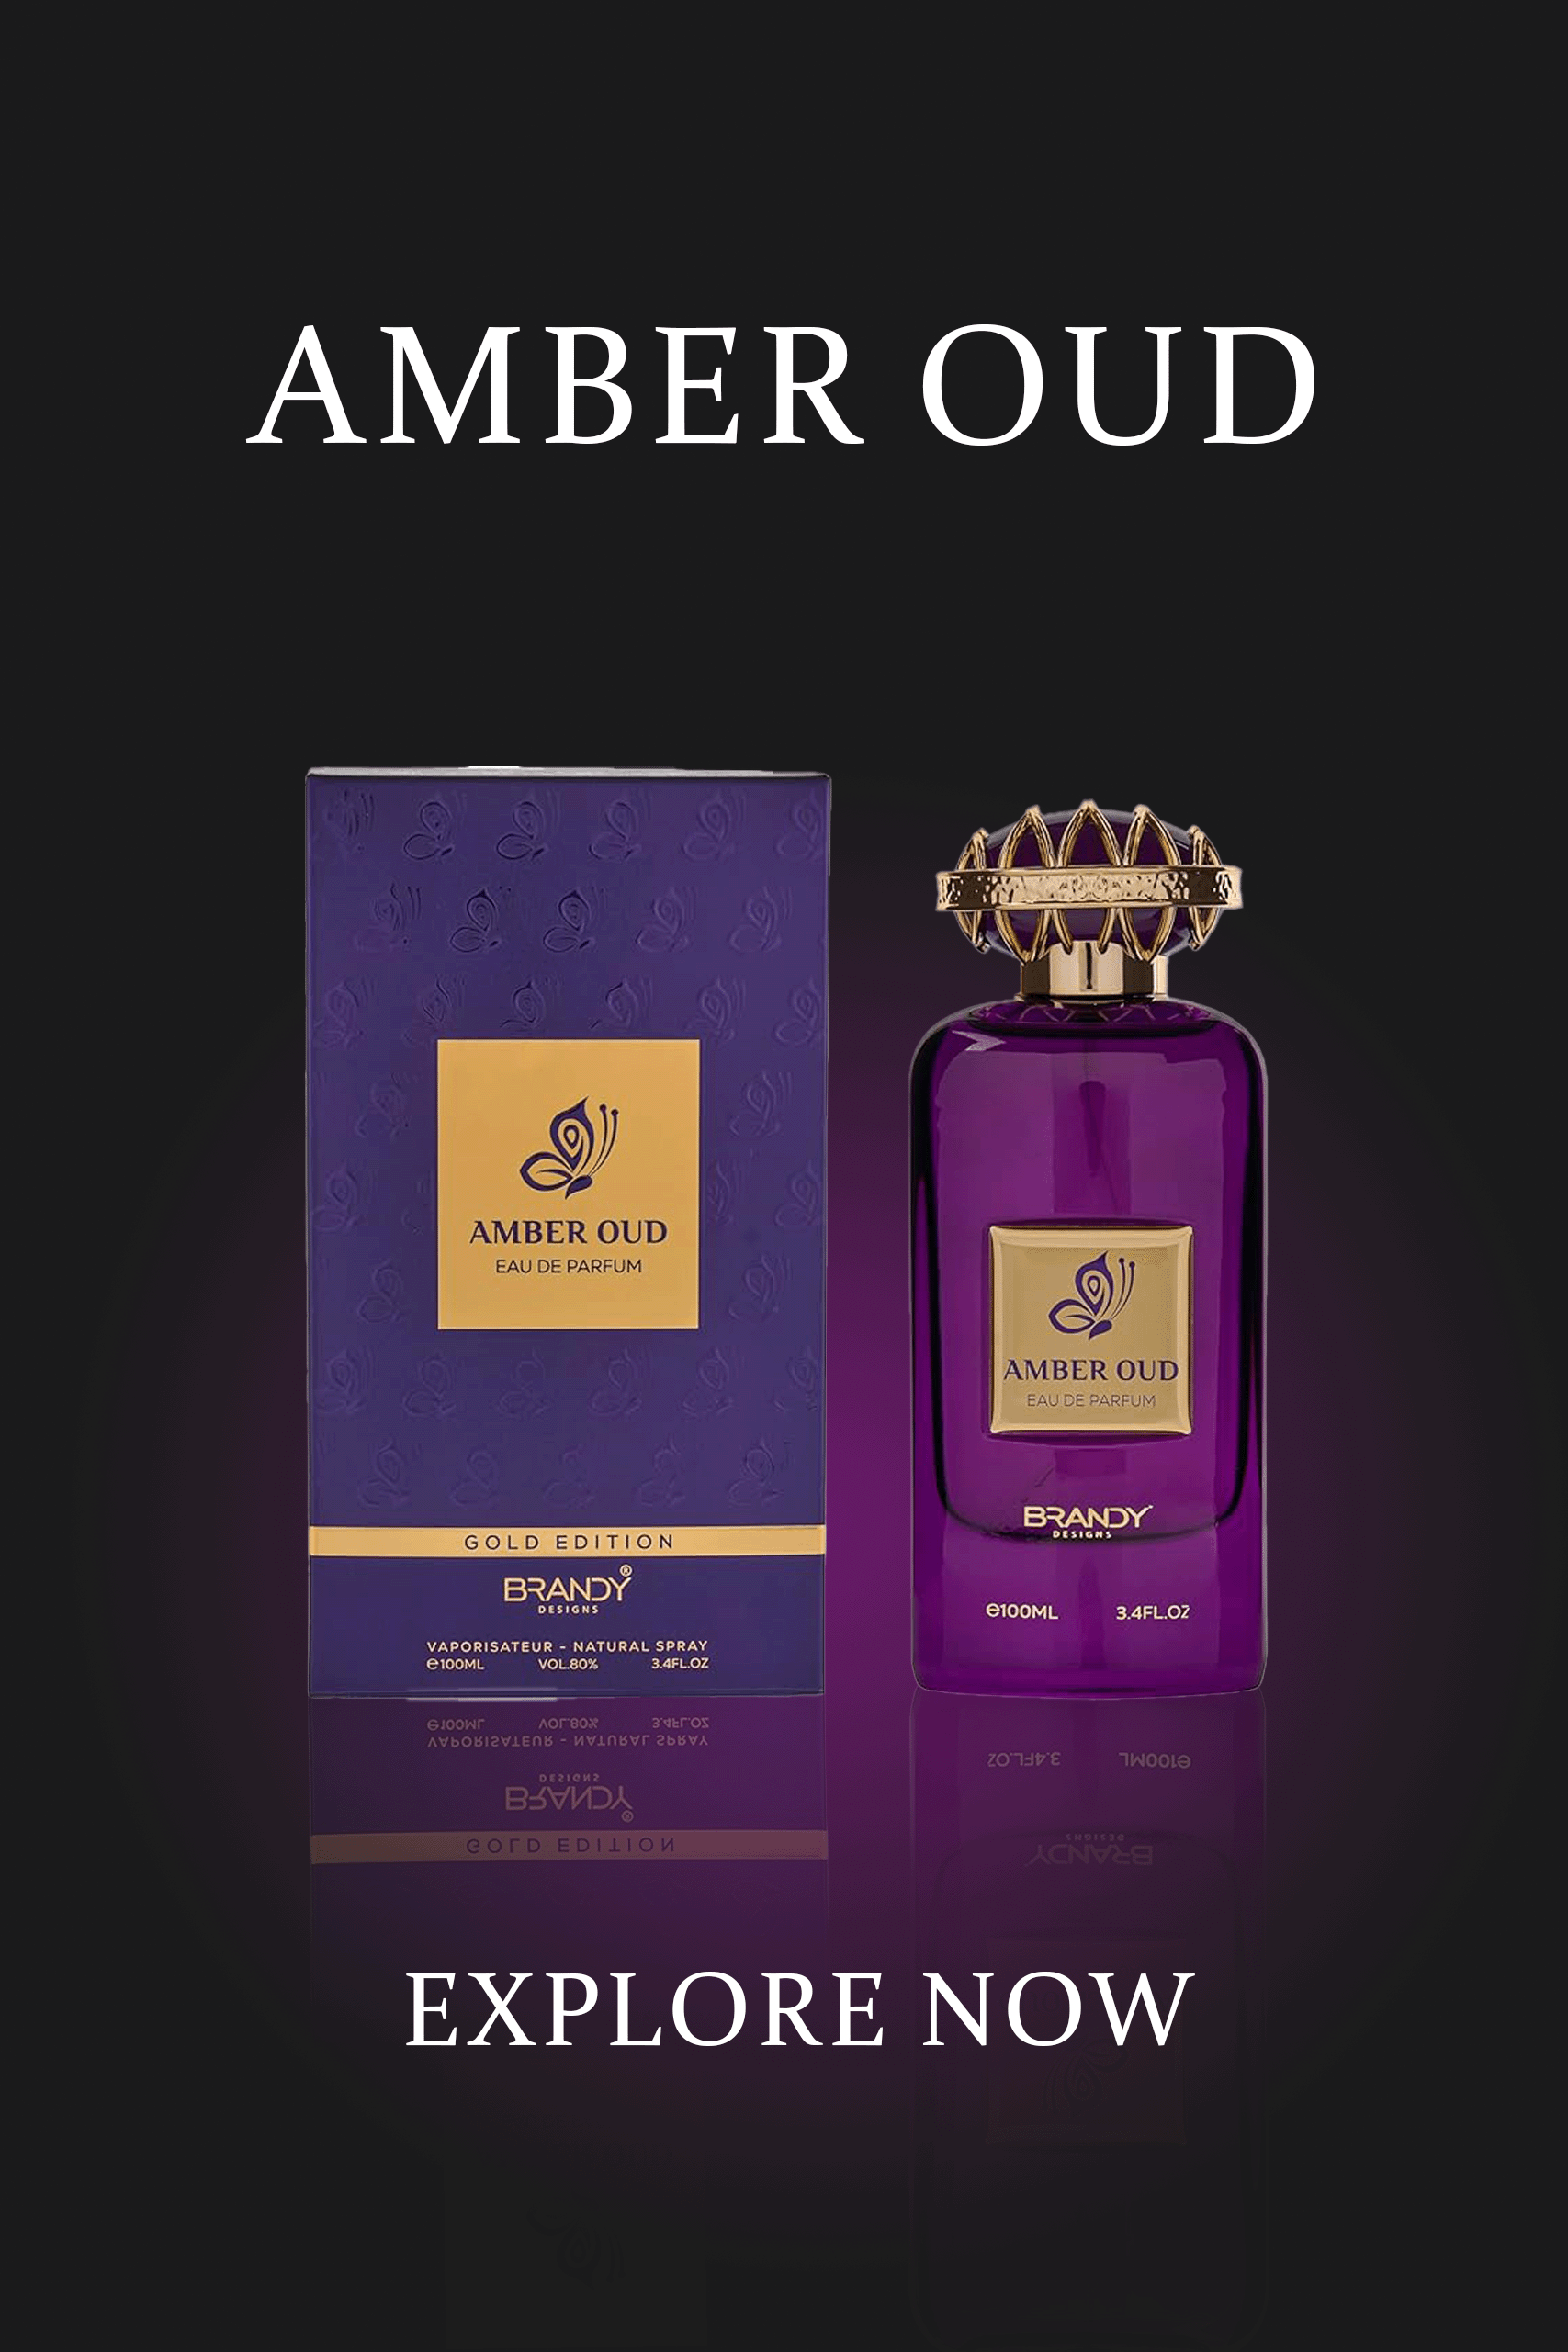 AMBER OUD
AMBER OUD
EAU DE PARFUM
GOLD EDITION
BRANDY®
DESIGNS
VAPORISATEUR - NATURAL SPRAY
℮100ML VOL.80% 3.4FL.OZ
AMBER OUD
EAU DE PARFUM
BRANDY
DESIGNS
℮100ML 3.4FL.OZ
EXPLORE NOW